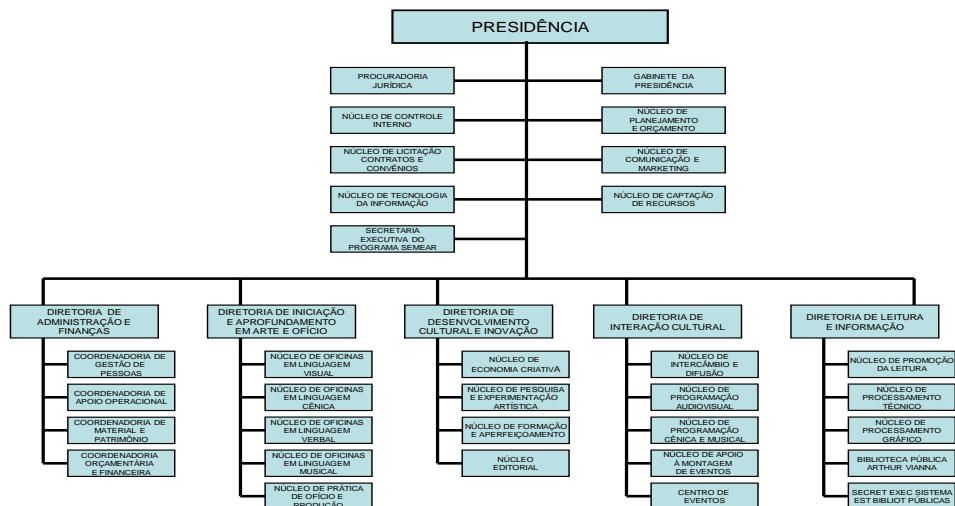 PRESIDÊNCIA
PROCURADORIA
JURÍDICA
GABINETE DA
PRESIDÊNCIA
NÚCLEO DE CONTROLE
INTERNO
NÚCLEO DE
PLANEJAMENTO
E ORÇAMENTO
NÚCLEO DE LICITAÇÃO
CONTRATOS E
CONVÊNIOS
NÚCLEO DE
COMUNICAÇÃO E
MARKETING
NÚCLEO DE TECNOLOGIA
DA INFORMAÇÃO
NÚCLEO DE CAPTAÇÃO
DE RECURSOS
SECRETARIA
EXECUTIVA DO
PROGRAMA SEMEAR
DIRETORIA DE
ADMINISTRAÇÃO E
FINANÇAS
COORDENADORIA DE
GESTÃO DE
PESSOAS
COORDENADORIA DE
APOIO OPERACIONAL
COORDENADORIA DE
MATERIAL E
PATRIMÔNIO
COORDENADORIA
ORÇAMENTÁRIA
E FINANCEIRA
DIRETORIA DE INICIAÇÃO
E APROFUNDAMENTO
EM ARTE E OFÍCIO
NÚCLEO DE OFICINAS
EM LINGUAGEM
VISUAL
NÚCLEO DE OFICINAS
EM LINGUAGEM
CÊNICA
NÚCLEO DE OFICINAS
EM LINGUAGEM
VERBAL
NÚCLEO DE OFICINAS
EM LINGUAGEM
MUSICAL
NÚCLEO DE PRÁTICA
DE OFÍCIO E
PRODUÇÃO
DIRETORIA DE
DESENVOLVIMENTO
CULTURAL E INOVAÇÃO
NÚCLEO DE
ECONOMIA CRIATIVA
NÚCLEO DE PESQUISA
E EXPERIMENTAÇÃO
ARTÍSTICA
NÚCLEO DE FORMAÇÃO
E APERFEIÇOAMENTO
NÚCLEO
EDITORIAL
DIRETORIA DE
INTERAÇÃO CULTURAL
NÚCLEO DE
INTERCÂMBIO E
DIFUSÃO
NÚCLEO DE
PROGRAMAÇÃO
AUDIOVISUAL
NÚCLEO DE
PROGRAMAÇÃO
CÊNICA E MUSICAL
NÚCLEO DE APOIO
À MONTAGEM
DE EVENTOS
CENTRO DE
EVENTOS
DIRETORIA DE LEITURA
E INFORMAÇÃO
NÚCLEO DE PROMOÇÃO
DA LEITURA
NÚCLEO DE
PROCESSAMENTO
TÉCNICO
NÚCLEO DE
PROCESSAMENTO
GRÁFICO
BIBLIOTECA PÚBLICA
ARTHUR VIANNA
SECRET EXEC SISTEMA
EST BIBLIOT PÚBLICAS